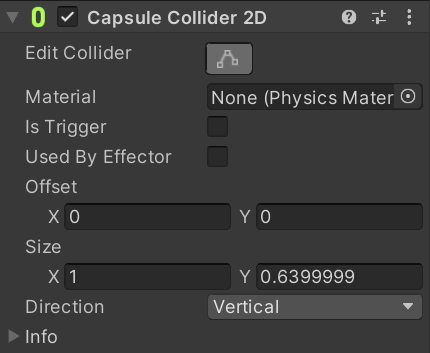 Capsule Collider 2D
Edit Collider
Material None (Physics Mater
Is Trigger
Used By Effector
Offset
X 0 Y 0
Size
X 1 Y 0.6399999
Direction Vertical
Info